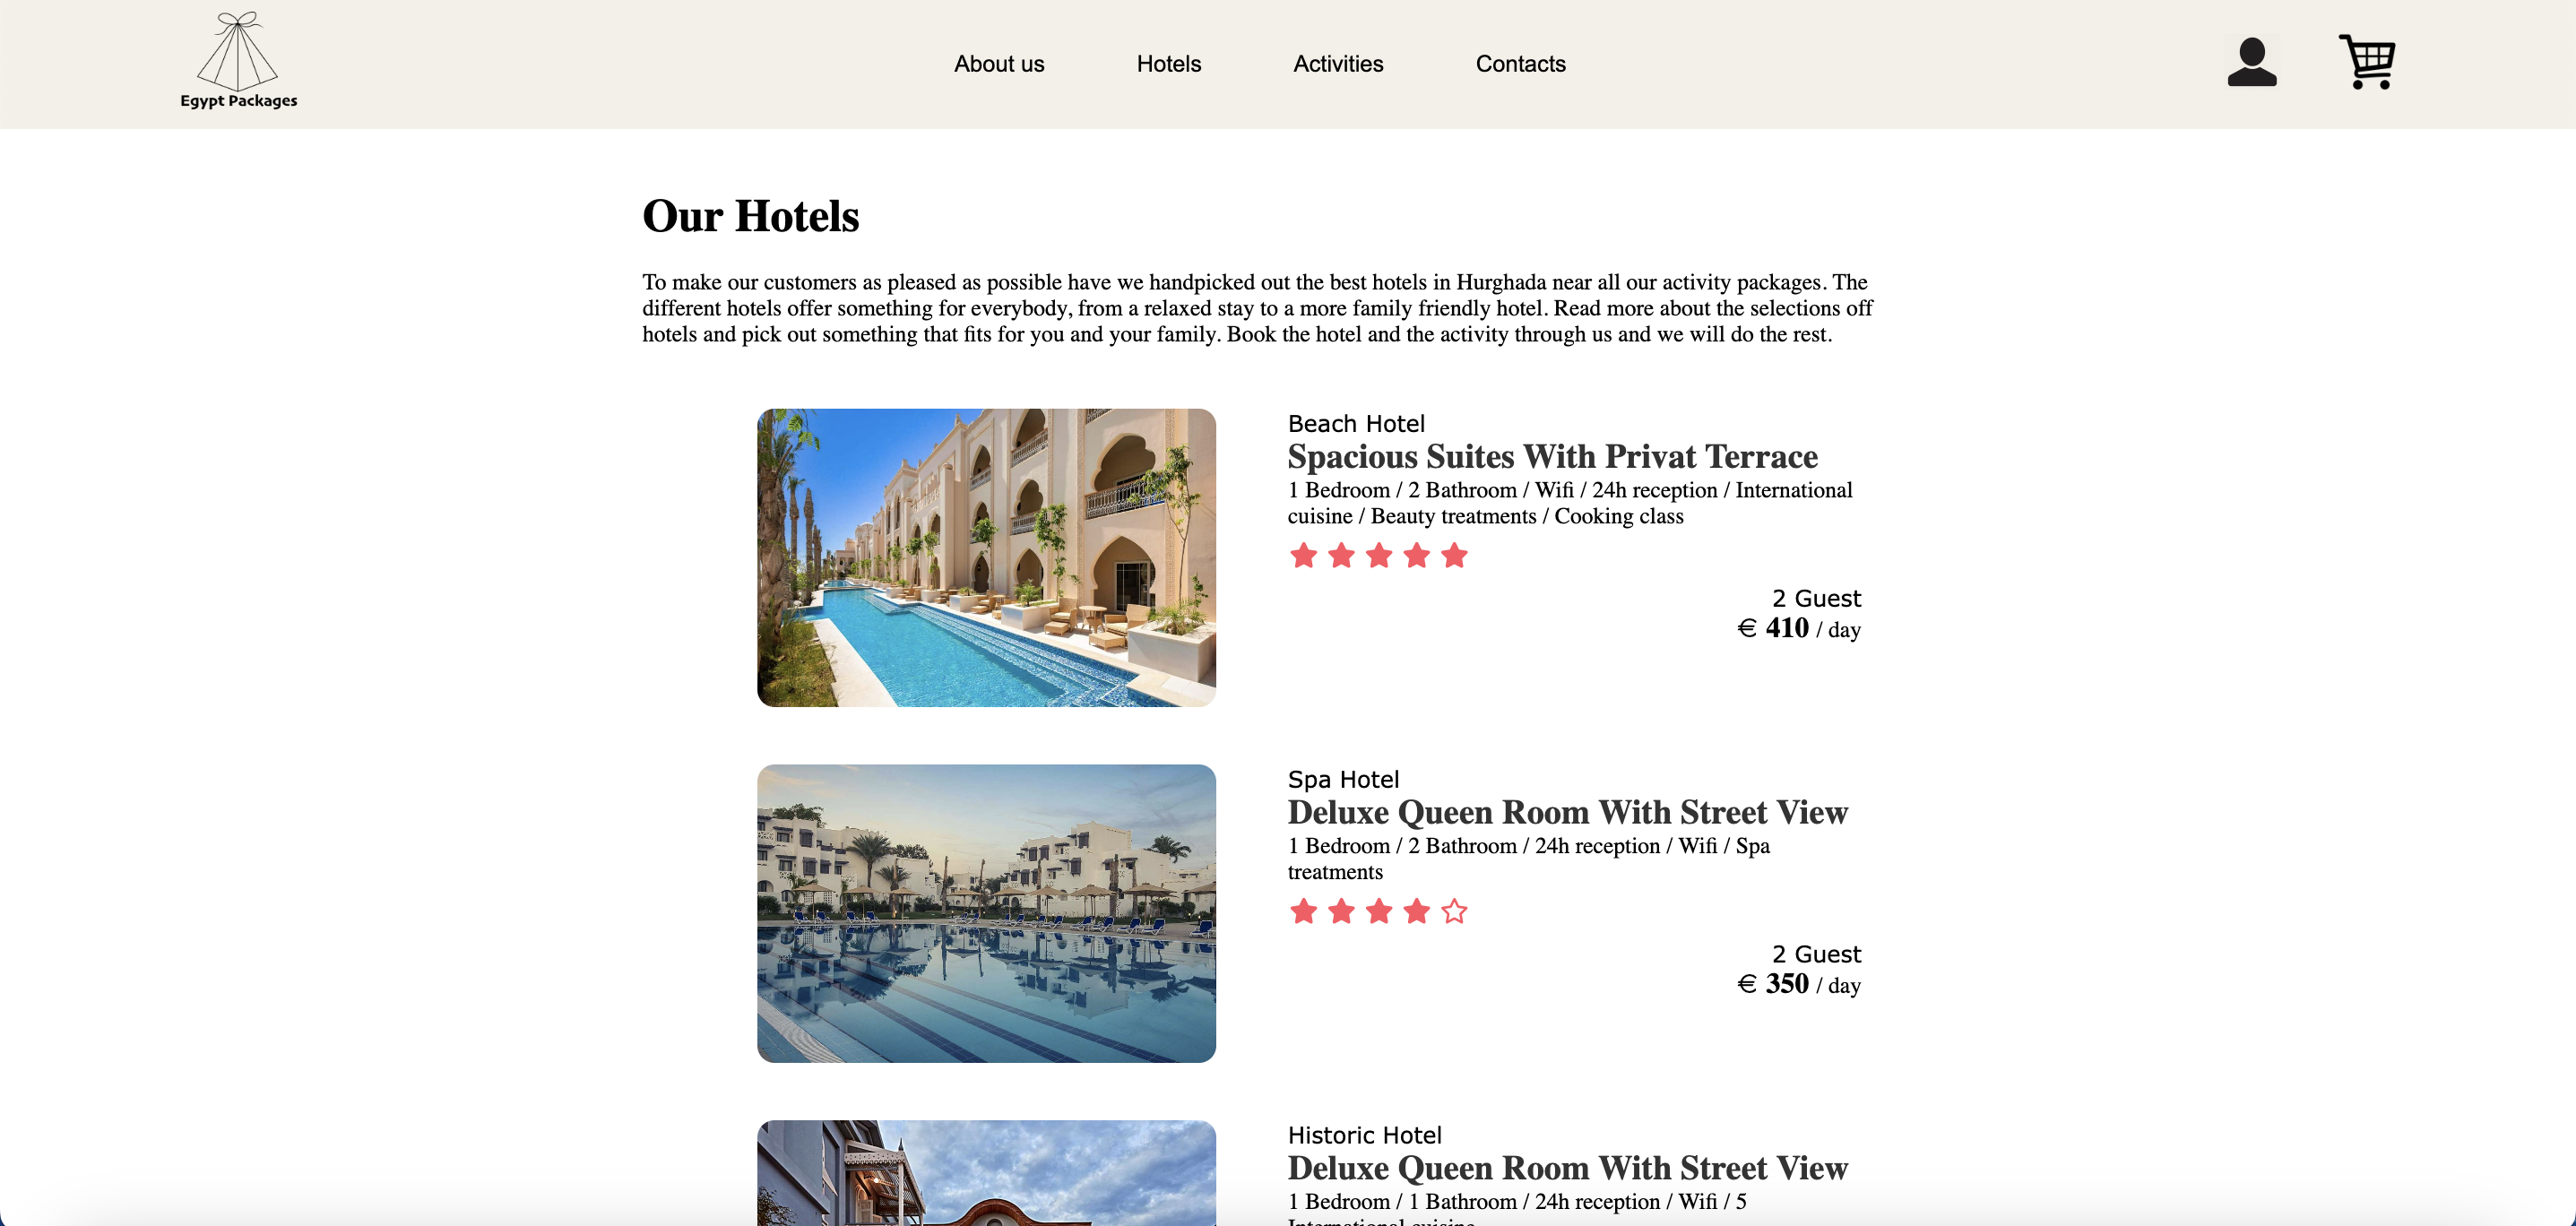 Egypt Packages
About us
Hotels
Activities
Contacts
Our Hotels
To make our customers as pleased as possible have we handpicked out the best hotels in Hurghada near all our activity packages. The
different hotels offer something for everybody, from a relaxed stay to a more family friendly hotel. Read more about the selections off
hotels and pick out something that fits for you and your family. Book the hotel and the activity through us and we will do the rest.
Beach Hotel
Spacious Suites With Privat Terrace
1 Bedroom / 2 Bathroom / Wifi / 24h reception / International
cuisine / Beauty treatments / Cooking class
2 Guest
€ 410 / day
Spa Hotel
Deluxe Queen Room With Street View
1 Bedroom / 2 Bathroom / 24h reception / Wifi / Spa
treatments
2 Guest
€ 350 / day
Historic Hotel
Deluxe Queen Room With Street View
1 Bedroom / 1 Bathroom / 24h reception / Wifi / 5
International cuisine